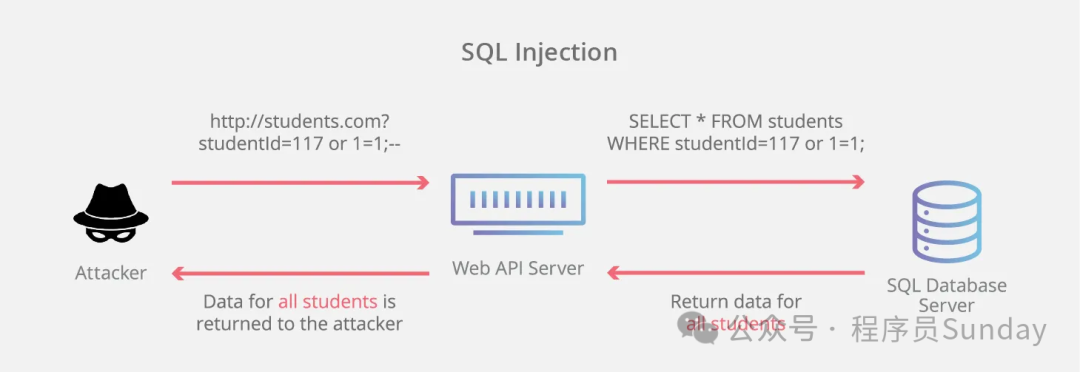 SQL Injection
http://students.com?
studentId=117 or 1=1;--
SELECT * FROM students
WHERE studentId=117 or 1=1;
Attacker
Web API Server
SQL Database
Server
Data for all students is
returned to the attacker
Return data for
all students
公众号 · 程序员Sunday